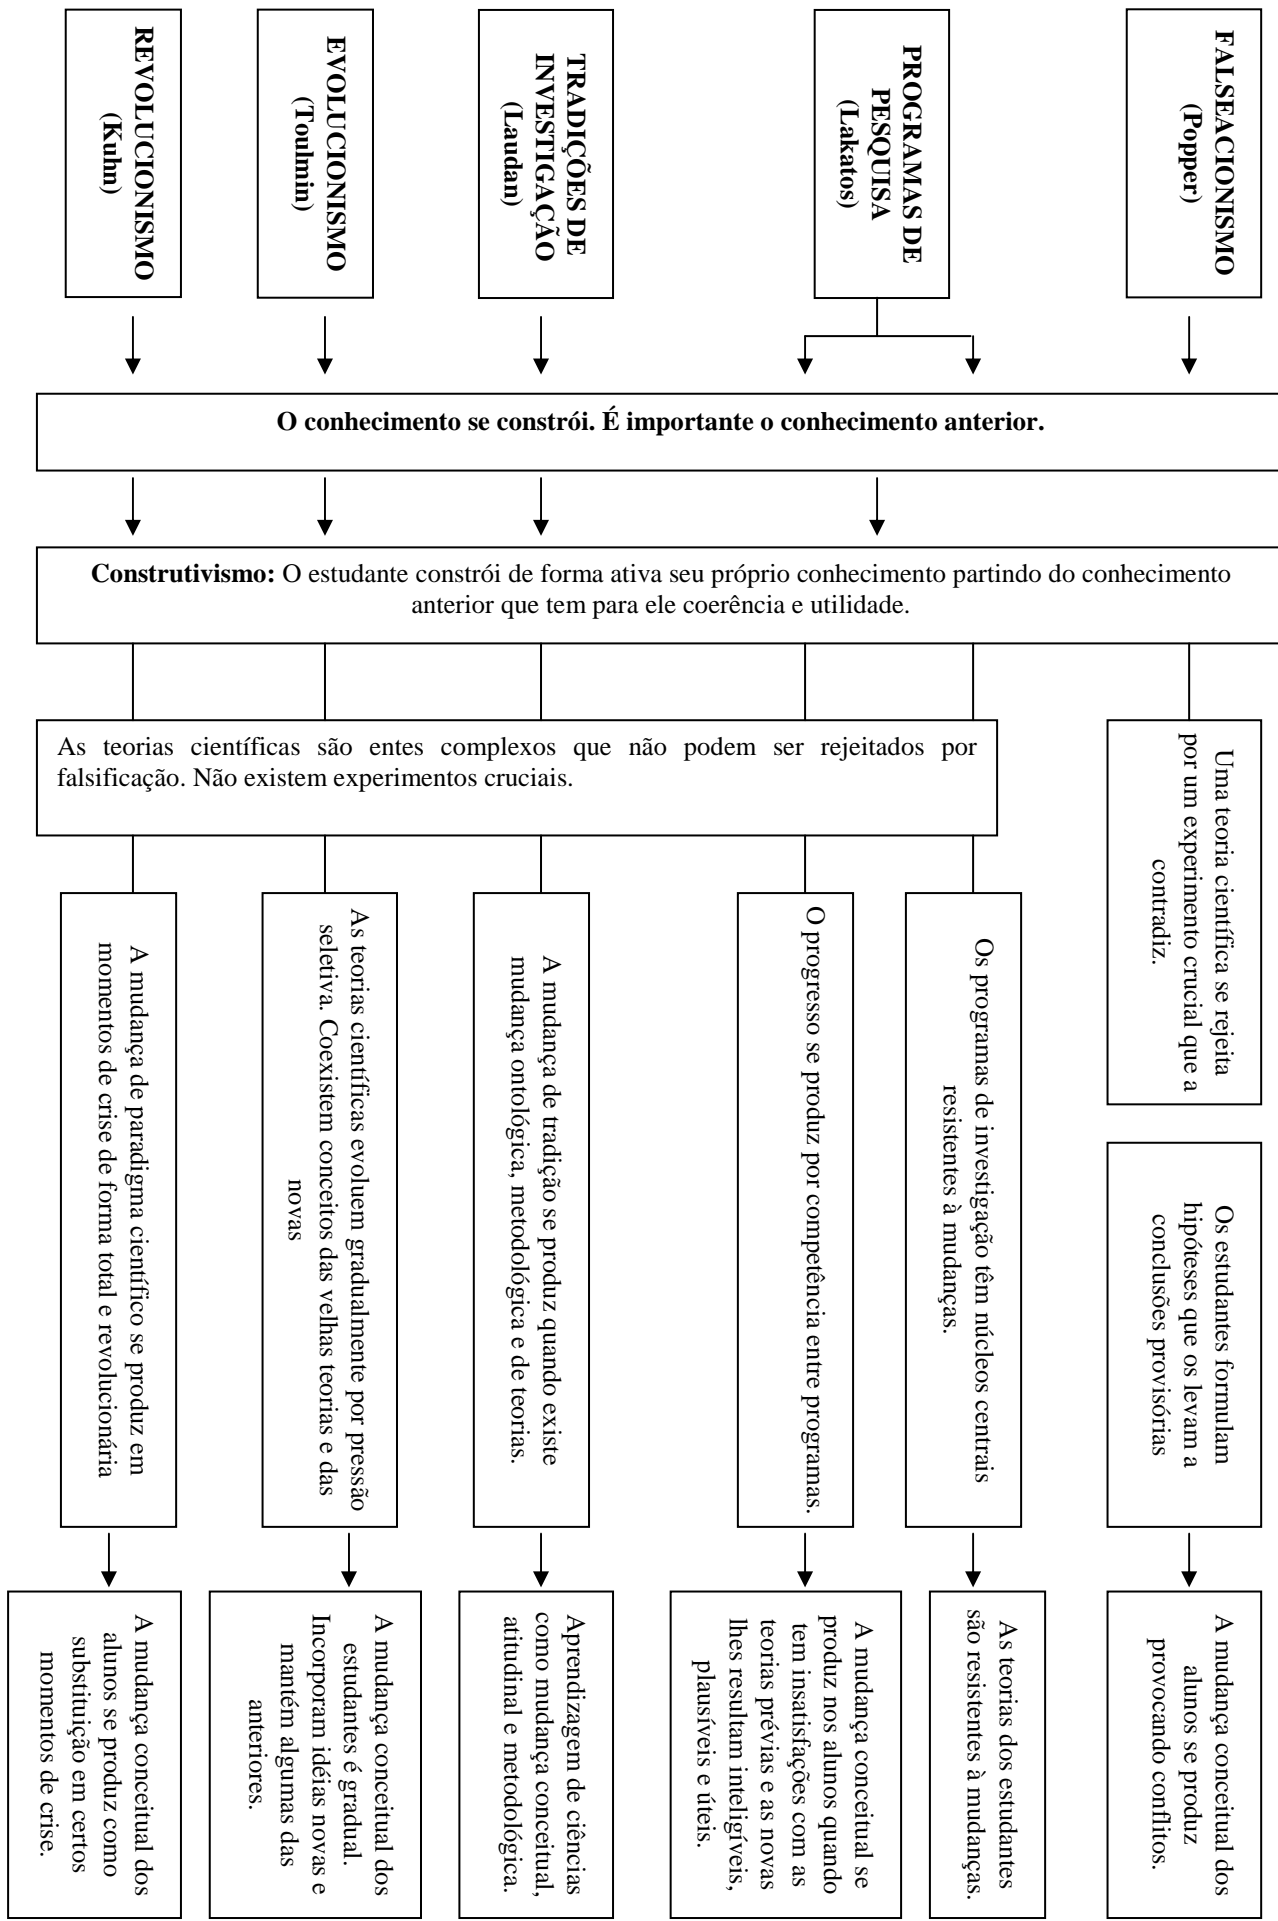 REVOLUCIONISMO
(Kuhn)
EVOLUCIONISMO
(Toulmin)
TRADIÇÕES DE
INVESTIGAÇÃO
(Laudan)
PROGRAMAS DE
PESQUISA
(Lakatos)
FALSEACIONISMO
(Popper)
O conhecimento se constrói. É importante o conhecimento anterior.
Construtivismo: O estudante constrói de forma ativa seu próprio conhecimento partindo do conhecimento
anterior que tem para ele coerência e utilidade.
As teorias científicas são entes complexos que não podem ser rejeitados por
falsificação. Não existem experimentos cruciais.
Uma teoria científica se rejeita
por um experimento crucial que a
contradiz.
A mudança de paradigma científico se produz em
momentos de crise de forma total e revolucionária
As teorias científicas evoluem gradualmente por pressão
seletiva. Coexistem conceitos das velhas teorias e das
novas
A mudança de tradição se produz quando existe
mudança ontológica, metodológica e de teorias.
O progresso se produz por competência entre programas.
Os programas de investigação têm núcleos centrais
resistentes à mudanças.
Os estudantes formulam
hipóteses que os levam a
conclusões provisórias
A mudança conceitual dos
alunos se produz como
substituição em certos
momentos de crise.
A mudança conceitual dos
estudantes é gradual.
Incorporam idéias novas e
mantém algumas das
anteriores.
Aprendizagem de ciências
como mudança conceitual,
atitudinal e metodológica.
A mudança conceitual se
produz nos alunos quando
tem insatisfações com as
teorias prévias e as novas
lhes resultam inteligíveis,
plausíveis e úteis.
As teorias dos estudantes
são resistentes à mudanças.
A mudança conceitual dos
alunos se produz
provocando conflitos.